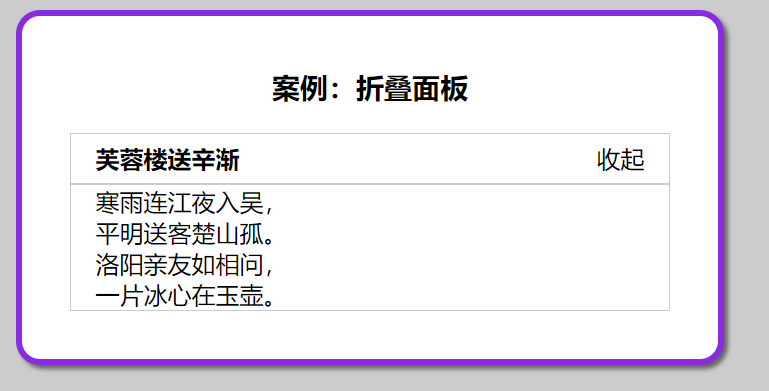 案例：折叠面板
芙蓉楼送辛渐 收起
寒雨连江夜入吴，
平明送客楚山孤。
洛阳亲友如相问，
一片冰心在玉壶。